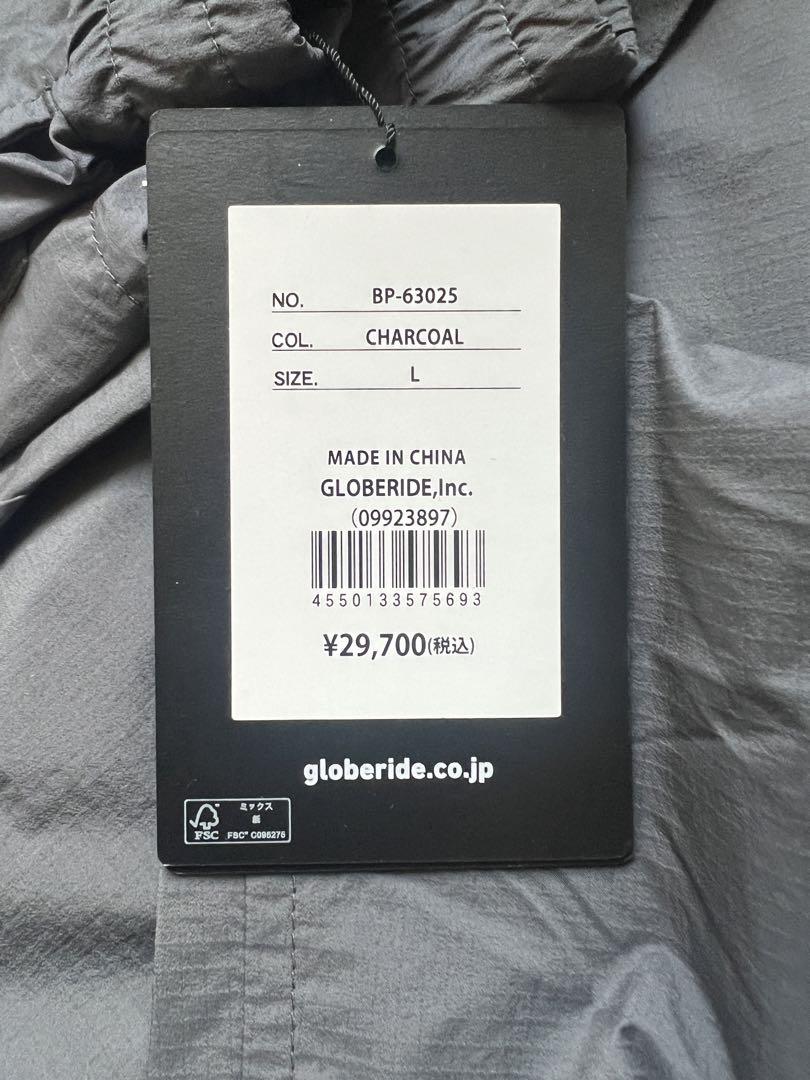 NO. BP-63025
COL. CHARCOAL
SIZE. L
MADE IN CHINA
GLOBERIDE,Inc.
(09923897)
4550133575693
¥29,700(税込)
globeride.co.jp
ミックス
紙
FSC FSC™ C095275